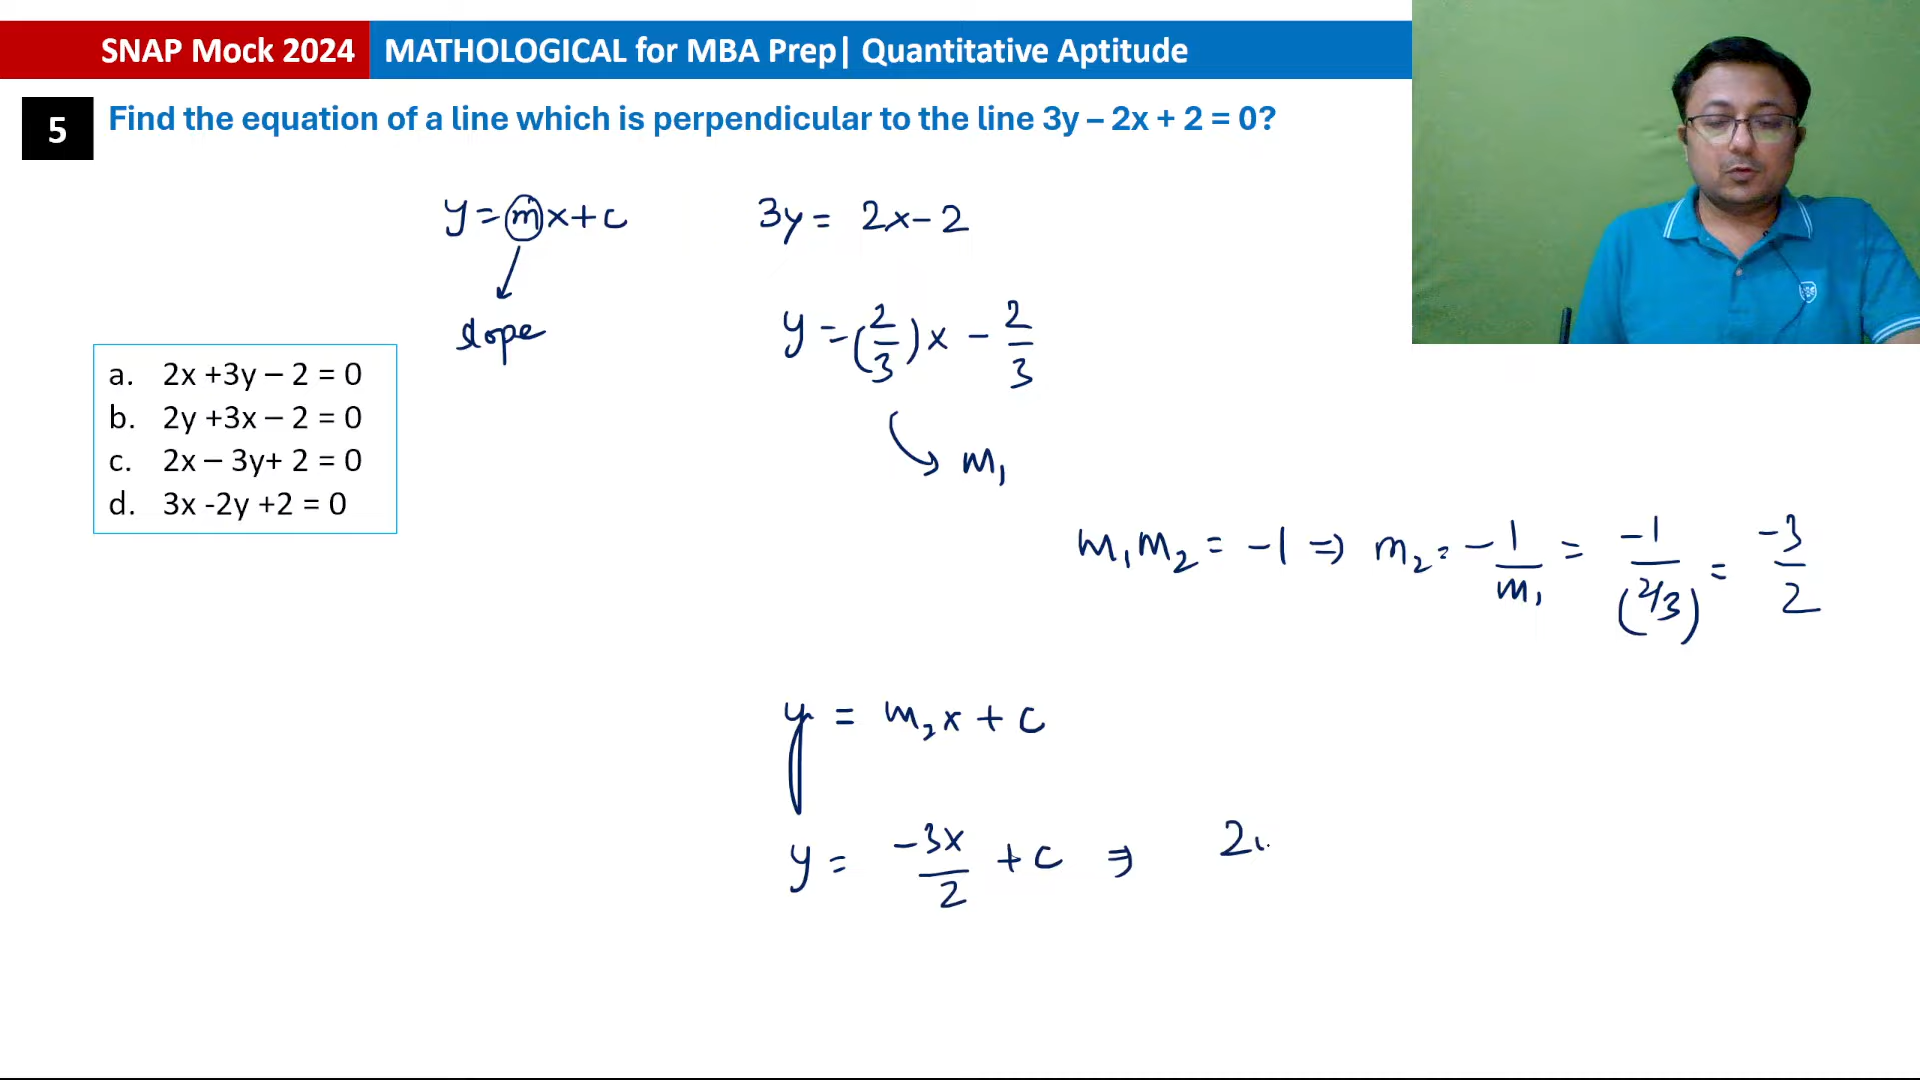 SNAP Mock 2024 MATHOLOGICAL for MBA Prep| Quantitative Aptitude
5 Find the equation of a line which is perpendicular to the line 3y – 2x + 2 = 0?
y = mx + c
slope
3y = 2x - 2
y = (2/3)x - 2/3
m₁
a. 2x +3y – 2 = 0
b. 2y +3x – 2 = 0
c. 2x – 3y+ 2 = 0
d. 3x -2y +2 = 0
m₁m₂ = -1 ⇒ m₂ = -1/m₁ = -1/(2/3) = -3/2
y = m₂x + c
y = -3x/2 + c ⇒ 2